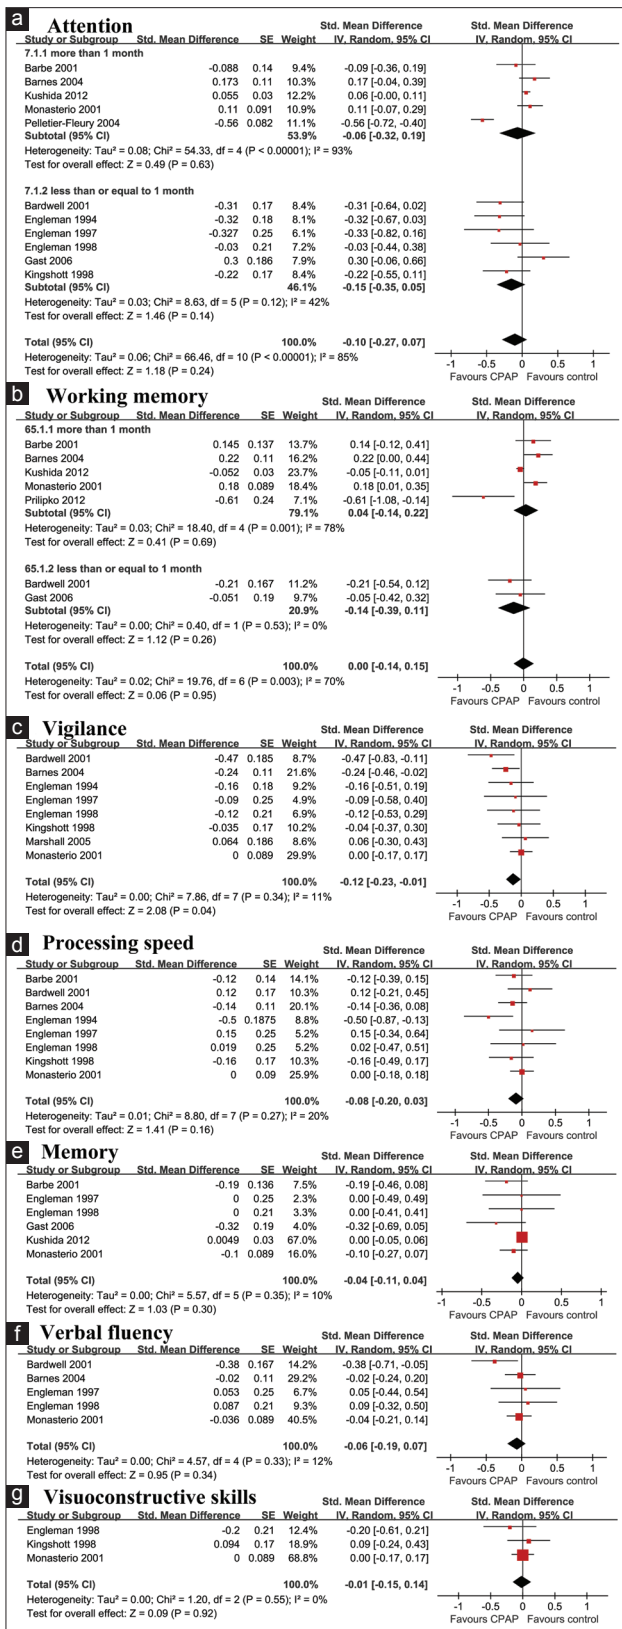 a Attention
Std. Mean Difference Std. Mean Difference
Study or Subgroup Std. Mean Difference SE Weight IV, Random, 95% CI IV, Random, 95% CI
7.1.1 more than 1 month
Barbe 2001 -0.088 0.14 9.4% -0.09 [-0.36, 0.19]
Barnes 2004 0.173 0.11 10.3% 0.17 [-0.04, 0.39]
Kushida 2012 0.055 0.03 12.2% 0.06 [-0.00, 0.11]
Monasterio 2001 0.11 0.091 10.9% 0.11 [-0.07, 0.29]
Pelletier-Fleury 2004 -0.56 0.082 11.1% -0.56 [-0.72, -0.40]
Subtotal (95% CI) 53.9% -0.06 [-0.32, 0.19]
Heterogeneity: Tau² = 0.08; Chi² = 54.33, df = 4 (P < 0.00001); I² = 93%
Test for overall effect: Z = 0.49 (P = 0.63)
7.1.2 less than or equal to 1 month
Bardwell 2001 -0.31 0.17 8.4% -0.31 [-0.64, 0.02]
Engleman 1994 -0.32 0.18 8.1% -0.32 [-0.67, 0.03]
Engleman 1997 -0.327 0.25 6.1% -0.33 [-0.82, 0.16]
Engleman 1998 -0.03 0.21 7.2% -0.03 [-0.44, 0.38]
Gast 2006 0.3 0.186 7.9% 0.30 [-0.06, 0.66]
Kingshott 1998 -0.22 0.17 8.4% -0.22 [-0.55, 0.11]
Subtotal (95% CI) 46.1% -0.15 [-0.35, 0.05]
Heterogeneity: Tau² = 0.03; Chi² = 8.63, df = 5 (P = 0.12); I² = 42%
Test for overall effect: Z = 1.46 (P = 0.14)
Total (95% CI) 100.0% -0.10 [-0.27, 0.07]
Heterogeneity: Tau² = 0.06; Chi² = 66.46, df = 10 (P < 0.00001); I² = 85%
Test for overall effect: Z = 1.18 (P = 0.24)
-1 -0.5 0 0.5 1
Favours CPAP Favours control
b Working memory
Std. Mean Difference Std. Mean Difference
Study or Subgroup Std. Mean Difference SE Weight IV, Random, 95% CI IV, Random, 95% CI
65.1.1 more than 1 month
Barbe 2001 0.145 0.137 13.7% 0.14 [-0.12, 0.41]
Barnes 2004 0.22 0.11 16.2% 0.22 [0.00, 0.44]
Kushida 2012 -0.052 0.03 23.7% -0.05 [-0.11, 0.01]
Monasterio 2001 0.18 0.089 18.4% 0.18 [0.01, 0.35]
Prilipko 2012 -0.61 0.24 7.1% -0.61 [-1.08, -0.14]
Subtotal (95% CI) 79.1% 0.04 [-0.14, 0.22]
Heterogeneity: Tau² = 0.03; Chi² = 18.40, df = 4 (P = 0.001); I² = 78%
Test for overall effect: Z = 0.41 (P = 0.69)
65.1.2 less than or equal to 1 month
Bardwell 2001 -0.21 0.167 11.2% -0.21 [-0.54, 0.12]
Gast 2006 -0.051 0.19 9.7% -0.05 [-0.42, 0.32]
Subtotal (95% CI) 20.9% -0.14 [-0.39, 0.11]
Heterogeneity: Tau² = 0.00; Chi² = 0.40, df = 1 (P = 0.53); I² = 0%
Test for overall effect: Z = 1.12 (P = 0.26)
Total (95% CI) 100.0% 0.00 [-0.14, 0.15]
Heterogeneity: Tau² = 0.02; Chi² = 19.76, df = 6 (P = 0.003); I² = 70%
Test for overall effect: Z = 0.06 (P = 0.95)
-1 -0.5 0 0.5 1
Favours CPAP Favours control
c Vigilance
Std. Mean Difference Std. Mean Difference
Study or Subgroup Std. Mean Difference SE Weight IV, Random, 95% CI IV, Random, 95% CI
Bardwell 2001 -0.47 0.185 8.7% -0.47 [-0.83, -0.11]
Barnes 2004 -0.24 0.11 21.6% -0.24 [-0.46, -0.02]
Engleman 1994 -0.16 0.18 9.2% -0.16 [-0.51, 0.19]
Engleman 1997 -0.09 0.25 4.9% -0.09 [-0.58, 0.40]
Engleman 1998 -0.12 0.21 6.9% -0.12 [-0.53, 0.29]
Kingshott 1998 -0.035 0.17 10.2% -0.04 [-0.37, 0.30]
Marshall 2005 0.064 0.186 8.6% 0.06 [-0.30, 0.43]
Monasterio 2001 0 0.089 29.9% 0.00 [-0.17, 0.17]
Total (95% CI) 100.0% -0.12 [-0.23, -0.01]
Heterogeneity: Tau² = 0.00; Chi² = 7.86, df = 7 (P = 0.34); I² = 11%
Test for overall effect: Z = 2.08 (P = 0.04)
-1 -0.5 0 0.5 1
Favours CPAP Favours control
d Processing speed
Std. Mean Difference Std. Mean Difference
Study or Subgroup Std. Mean Difference SE Weight IV, Random, 95% CI IV, Random, 95% CI
Barbe 2001 -0.12 0.14 14.1% -0.12 [-0.39, 0.15]
Bardwell 2001 0.12 0.17 10.3% 0.12 [-0.21, 0.45]
Barnes 2004 -0.14 0.11 20.1% -0.14 [-0.36, 0.08]
Engleman 1994 -0.5 0.1875 8.8% -0.50 [-0.87, -0.13]
Engleman 1997 0.15 0.25 5.2% 0.15 [-0.34, 0.64]
Engleman 1998 0.019 0.25 5.2% 0.02 [-0.47, 0.51]
Kingshott 1998 -0.16 0.17 10.3% -0.16 [-0.49, 0.17]
Monasterio 2001 0 0.09 25.9% 0.00 [-0.18, 0.18]
Total (95% CI) 100.0% -0.08 [-0.20, 0.03]
Heterogeneity: Tau² = 0.01; Chi² = 8.80, df = 7 (P = 0.27); I² = 20%
Test for overall effect: Z = 1.41 (P = 0.16)
-1 -0.5 0 0.5 1
Favours CPAP Favours control
e Memory
Std. Mean Difference Std. Mean Difference
Study or Subgroup Std. Mean Difference SE Weight IV, Random, 95% CI IV, Random, 95% CI
Barbe 2001 -0.19 0.136 7.5% -0.19 [-0.46, 0.08]
Engleman 1997 0 0.25 2.3% 0.00 [-0.49, 0.49]
Engleman 1998 0 0.21 3.3% 0.00 [-0.41, 0.41]
Gast 2006 -0.32 0.19 4.0% -0.32 [-0.69, 0.05]
Kushida 2012 0.0049 0.03 67.0% 0.00 [-0.05, 0.06]
Monasterio 2001 -0.1 0.089 16.0% -0.10 [-0.27, 0.07]
Total (95% CI) 100.0% -0.04 [-0.11, 0.04]
Heterogeneity: Tau² = 0.00; Chi² = 5.57, df = 5 (P = 0.35); I² = 10%
Test for overall effect: Z = 1.03 (P = 0.30)
-1 -0.5 0 0.5 1
Favours CPAP Favours control
f Verbal fluency
Std. Mean Difference Std. Mean Difference
Study or Subgroup Std. Mean Difference SE Weight IV, Random, 95% CI IV, Random, 95% CI
Bardwell 2001 -0.38 0.167 14.2% -0.38 [-0.71, -0.05]
Barnes 2004 -0.02 0.11 29.2% -0.02 [-0.24, 0.20]
Engleman 1997 0.053 0.25 6.7% 0.05 [-0.44, 0.54]
Engleman 1998 0.087 0.21 9.3% 0.09 [-0.32, 0.50]
Monasterio 2001 -0.036 0.089 40.5% -0.04 [-0.21, 0.14]
Total (95% CI) 100.0% -0.06 [-0.19, 0.07]
Heterogeneity: Tau² = 0.00; Chi² = 4.57, df = 4 (P = 0.33); I² = 12%
Test for overall effect: Z = 0.95 (P = 0.34)
-1 -0.5 0 0.5 1
Favours CPAP Favours control
g Visuoconstructive skills
Std. Mean Difference Std. Mean Difference
Study or Subgroup Std. Mean Difference SE Weight IV, Random, 95% CI IV, Random, 95% CI
Engleman 1998 -0.2 0.21 12.4% -0.20 [-0.61, 0.21]
Kingshott 1998 0.094 0.17 18.9% 0.09 [-0.24, 0.43]
Monasterio 2001 0 0.089 68.8% 0.00 [-0.17, 0.17]
Total (95% CI) 100.0% -0.01 [-0.15, 0.14]
Heterogeneity: Tau² = 0.00; Chi² = 1.20, df = 2 (P = 0.55); I² = 0%
Test for overall effect: Z = 0.09 (P = 0.92)
-1 -0.5 0 0.5 1
Favours CPAP Favours control